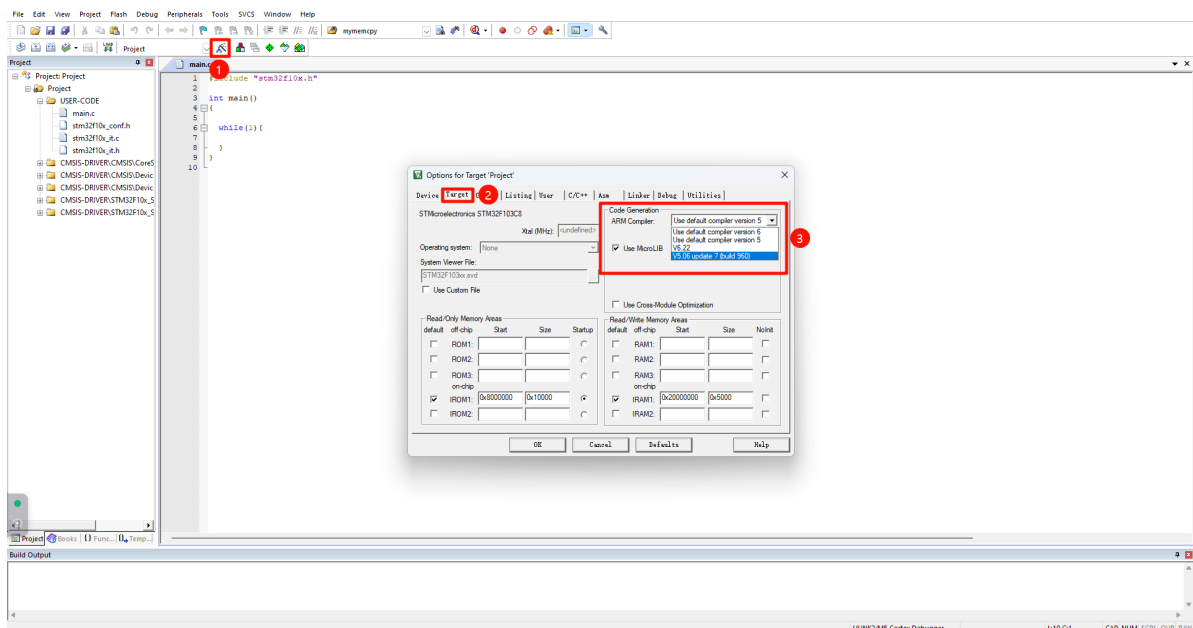 File Edit View Project Flash Debug Peripherals Tools SVCS Window Help
mymemcpy
Project
Project
main.c
1
Project: Project
Project
USER-CODE
main.c
stm32f10x_conf.h
stm32f10x_it.c
stm32f10x_it.h
CMSIS-DRIVER\CMSIS\CoreS
CMSIS-DRIVER\CMSIS\Devic
CMSIS-DRIVER\CMSIS\Devic
CMSIS-DRIVER\STM32F10x_S
CMSIS-DRIVER\STM32F10x_S
1 #include "stm32f10x.h"
2
3 int main()
4 {
5
6 while(1){
7
8 }
9 }
10
Options for Target 'Project'
Device Target 2 Listing User C/C++ Asm Linker Debug Utilities
STMicroelectronics STM32F103C8
Xtal (MHz): <undefined>
Operating system: None
System Viewer File:
STM32F103xx.svd
Use Custom File
Code Generation
ARM Compiler: Use default compiler version 5
Use default compiler version 6
Use default compiler version 5
V6.22
V5.06 update 7 (build 960)
Use MicroLIB
3
Use Cross-Module Optimization
Read/Only Memory Areas
default off-chip Start Size Startup
ROM1:
ROM2:
ROM3:
on-chip
IROM1: 0x8000000 0x10000
IROM2:
Read/Write Memory Areas
default off-chip Start Size NoInit
RAM1:
RAM2:
RAM3:
on-chip
IRAM1: 0x20000000 0x5000
IRAM2:
OK Cancel Defaults Help
Project Books {} Func... Temp...
Build Output